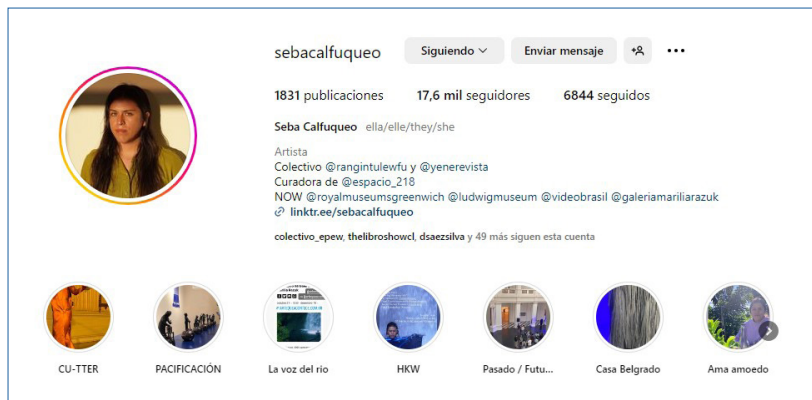 sebacalfuqueo Siguiendo Enviar mensaje
1831 publicaciones 17,6 mil seguidores 6844 seguidos
Seba Calfuqueo ella/elle/they/she
Artista
Colectivo @rangintulewfu y @yenerevista
Curadora de @espacio_218
NOW @royalmuseumsgreenwich @ludwigmuseum @videobrasil @galeriamariliarazuk
linktr.ee/sebacalfuqueo
colectivo_epew, thelibroshowcl, dsaezsilva y 49 más siguen esta cuenta
CU-TTER PACIFICACIÓN La voz del río HKW Pasado / Futu... Casa Belgrado Ama amoedo